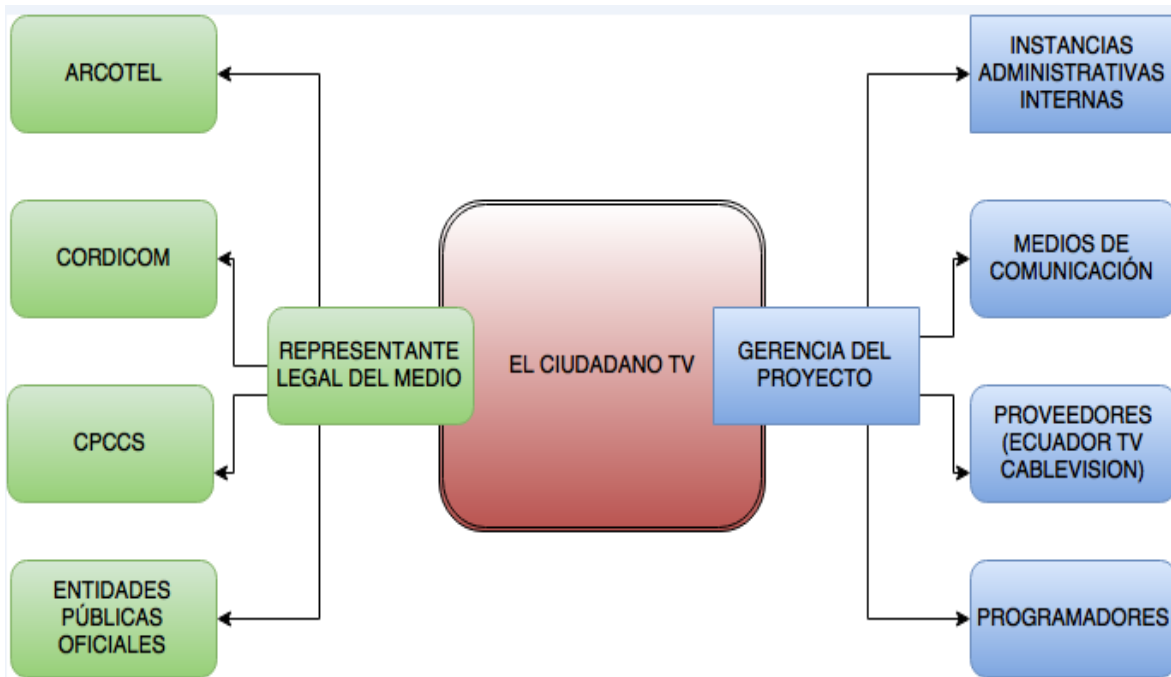 ARCOTEL
CORDICOM
CPCCS
ENTIDADES
PÚBLICAS
OFICIALES
REPRESENTANTE
LEGAL DEL MEDIO
EL CIUDADANO TV
GERENCIA DEL
PROYECTO
INSTANCIAS
ADMINISTRATIVAS
INTERNAS
MEDIOS DE
COMUNICACIÓN
PROVEEDORES
(ECUADOR TV
CABLEVISION)
PROGRAMADORES